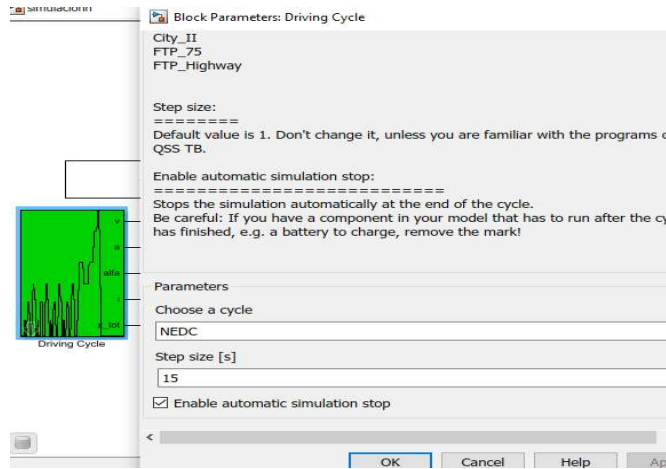 simulacionn
Block Parameters: Driving Cycle
City_II
FTP_75
FTP_Highway
Step size:
========
Default value is 1. Don't change it, unless you are familiar with the programs
QSS TB.
Enable automatic simulation stop:
===========================
Stops the simulation automatically at the end of the cycle.
Be careful: If you have a component in your model that has to run after the
has finished, e.g. a battery to charge, remove the mark!
v
a
alfa
x_tot
Driving Cycle
Parameters
Choose a cycle
NEDC
Step size [s]
15
Enable automatic simulation stop
OK
Cancel
Help